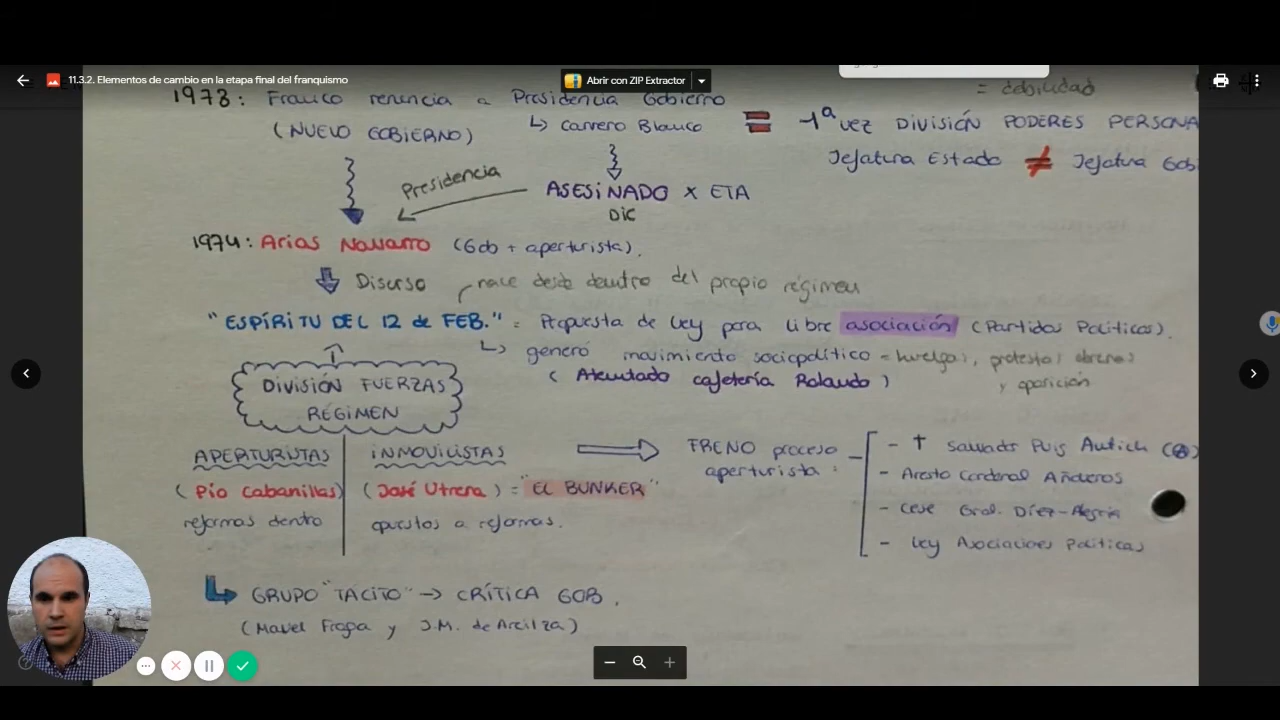 11.3.2. Elementos de cambio en la etapa final del franquismo
Abrir con ZIP Extractor
= debilidad
1973: Franco renuncia a Presidencia Gobierno
(NUEVO GOBIERNO)
↳ Carrero Blanco = 1ª vez DIVISIÓN PODERES PERSONA
Jefatura Estado ≠ Jefatura Gob
Presidencia
ASESINADO x ETA
DIC
1974: Arias Navarro (Gob + aperturista).
Discurso
nace desde dentro del propio régimen
"ESPÍRITU DEL 12 de FEB." = Propuesta de ley para libre asociación (Partidos Políticos).
↳ generó movimiento sociopolítico = huelgas, protestas obreras
y aparición
(Atentado cafetería Rolando)
DIVISIÓN FUERZAS
RÉGIMEN
APERTURISTAS
(Pío Cabanillas)
reformas dentro
INMOVILISTAS
(José Utrera) = "EL BUNKER"
opuestos a reformas.
FRENO proceso
aperturista:
- † Salvador Puig Antich (A)
- Arresto Cardenal Añoveros
- Cese Gral. Díez-Alegría
- Ley Asociaciones Políticas
GRUPO "TÁCITO" → CRÍTICA GOB.
(Manuel Fraga y J.M. de Areilza)